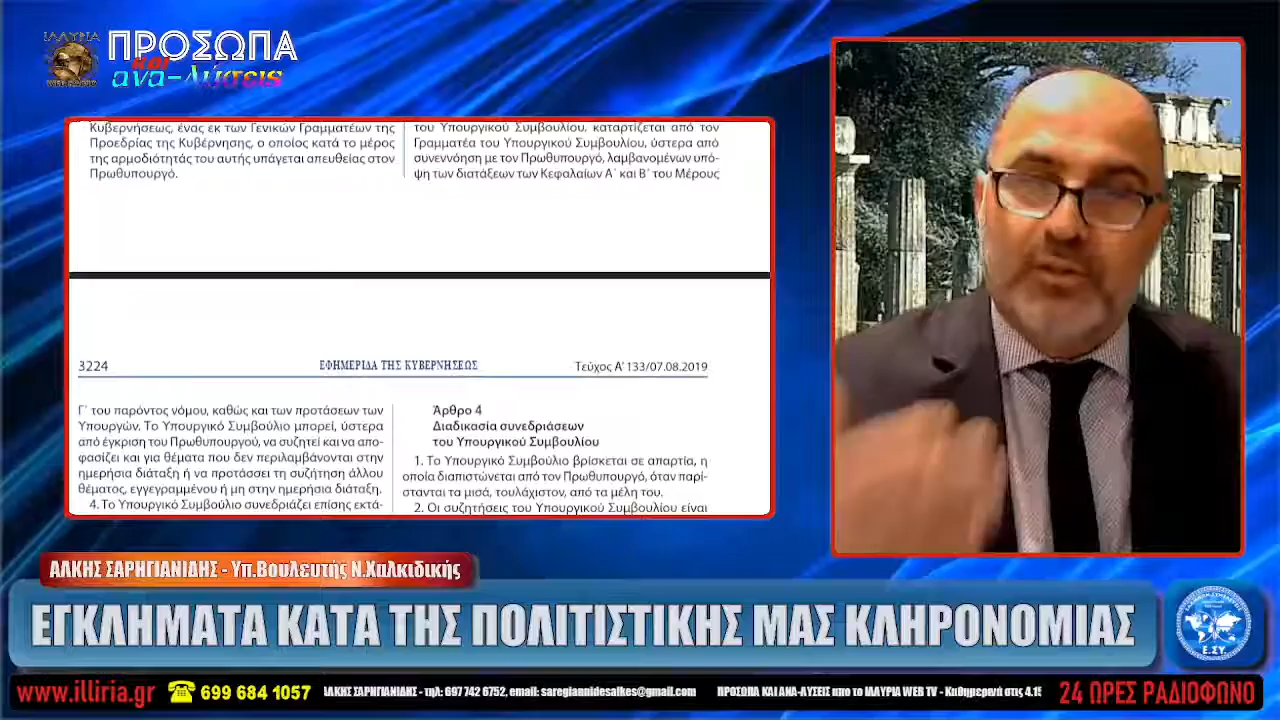 ΙΛΛΥΡΙΑ
ΠΡΟΣΩΠΑ
και
ανα-λύσεις
Κυβερνήσεως, ένας εκ των Γενικών Γραμματέων της
Προεδρίας της Κυβέρνησης, ο οποίος κατά το μέρος
της αρμοδιότητάς του αυτής υπάγεται απευθείας στον
Πρωθυπουργό.
του Υπουργικού Συμβουλίου, καταρτίζεται από τον
Γραμματέα του Υπουργικού Συμβουλίου, ύστερα από
συνεννόηση με τον Πρωθυπουργό, λαμβανομένων υπό-
ψη των διατάξεων των Κεφαλαίων Α΄ και Β΄ του Μέρους
3224
ΕΦΗΜΕΡΙΔΑ ΤΗΣ ΚΥΒΕΡΝΗΣΕΩΣ
Τεύχος Α’ 133/07.08.2019
Γ΄ του παρόντος νόμου, καθώς και των προτάσεων των
Υπουργών. Το Υπουργικό Συμβούλιο μπορεί, ύστερα
από έγκριση του Πρωθυπουργού, να συζητεί και να απο-
φασίζει και για θέματα που δεν περιλαμβάνονται στην
ημερήσια διάταξη ή να προτάσσει τη συζήτηση άλλου
θέματος, εγγεγραμμένου ή μη στην ημερήσια διάταξη.
4. Το Υπουργικό Συμβούλιο συνεδριάζει επίσης εκτά-
Άρθρο 4
Διαδικασία συνεδριάσεων
του Υπουργικού Συμβουλίου
1. Το Υπουργικό Συμβούλιο βρίσκεται σε απαρτία, η
οποία διαπιστώνεται από τον Πρωθυπουργό, όταν παρί-
στανται τα μισά, τουλάχιστον, από τα μέλη του.
2. Οι συζητήσεις του Υπουργικού Συμβουλίου είναι
ΑΛΚΗΣ ΣΑΡΗΓΙΑΝΙΔΗΣ - Υπ.Βουλευτής Ν.Χαλκιδικής
ΕΓΚΛΗΜΑΤΑ ΚΑΤΑ ΤΗΣ ΠΟΛΙΤΙΣΤΙΚΗΣ ΜΑΣ ΚΛΗΡΟΝΟΜΙΑΣ
Ε.ΣΥ.
www.illiria.gr 699 684 1057 ΑΛΚΗΣ ΣΑΡΗΓΙΑΝΙΔΗΣ - τηλ: 697 742 6752, email: saregiannidesalkes@gmail.com ΠΡΟΣΩΠΑ ΚΑΙ ΑΝΑ-ΛΥΣΕΙΣ απο το ΙΛΛΥΡΙΑ WEB TV - Καθημερινά στις 4.15 24 ΩΡΕΣ ΡΑΔΙΟΦΩΝΟ